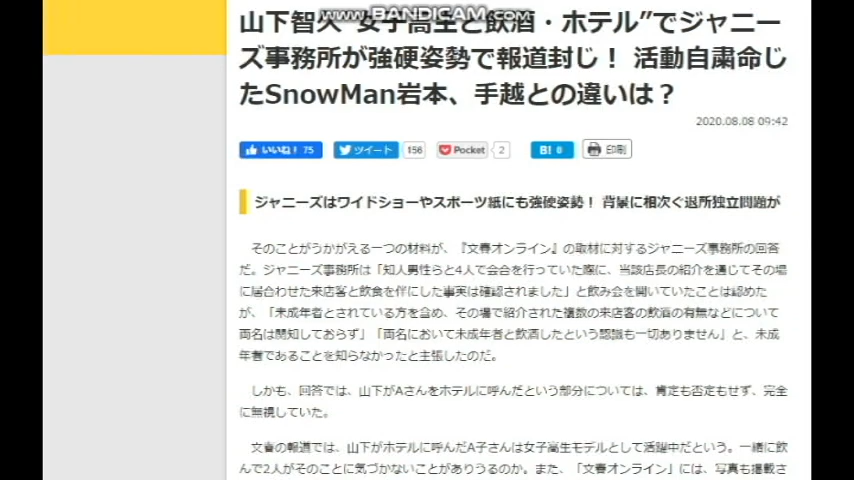 www.BANDICAM.com
山下智久“女子高生と飲酒・ホテル”でジャニー
ズ事務所が強硬姿勢で報道封じ！ 活動自粛命じ
たSnowMan岩本、手越との違いは？
2020.08.08 09:42
いいね！ 75 ツイート 156 Pocket 2 B! 0 印刷
ジャニーズはワイドショーやスポーツ紙にも強硬姿勢！ 背景に相次ぐ退所独立問題が
そのことがうかがえる一つの材料が、『文春オンライン』の取材に対するジャニーズ事務所の回答
だ。ジャニーズ事務所は「知人男性らと4人で会合を行っていた際に、当該店長の紹介を通じてその場
に居合わせた来店客と飲食を伴にした事実は確認されました」と飲み会を開いていたことは認めた
が、「未成年者とされている方を含め、その場で紹介された複数の来店客の飲酒の有無などについて
両名は関知しておらず」「両名において未成年者と飲酒したという認識も一切ありません」と、未成
年者であることを知らなかったと主張したのだ。
しかも、回答では、山下がAさんをホテルに呼んだという部分については、肯定も否定もせず、完全
に無視していた。
文春の報道では、山下がホテルに呼んだA子さんは女子高生モデルとして活躍中だという。一緒に飲
んで2人がそのことに気づかないことがありうるのか。また、「文春オンライン」には、写真も掲載さ